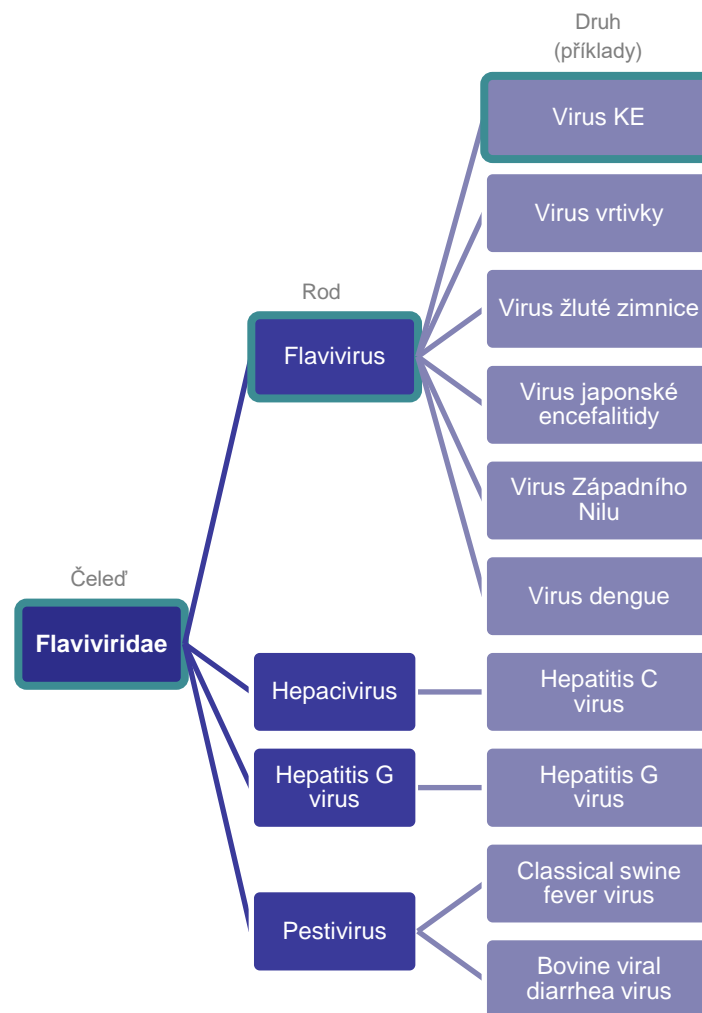 Druh
(příklady)
Virus KE
Virus vrtivky
Rod
Virus žluté zimnice
Flavivirus
Virus japonské
encefalitidy
Virus Západního
Nilu
Čeleď
Virus dengue
Flaviviridae
Hepacivirus
Hepatitis C
virus
Hepatitis G
virus
Hepatitis G
virus
Classical swine
fever virus
Pestivirus
Bovine viral
diarrhea virus